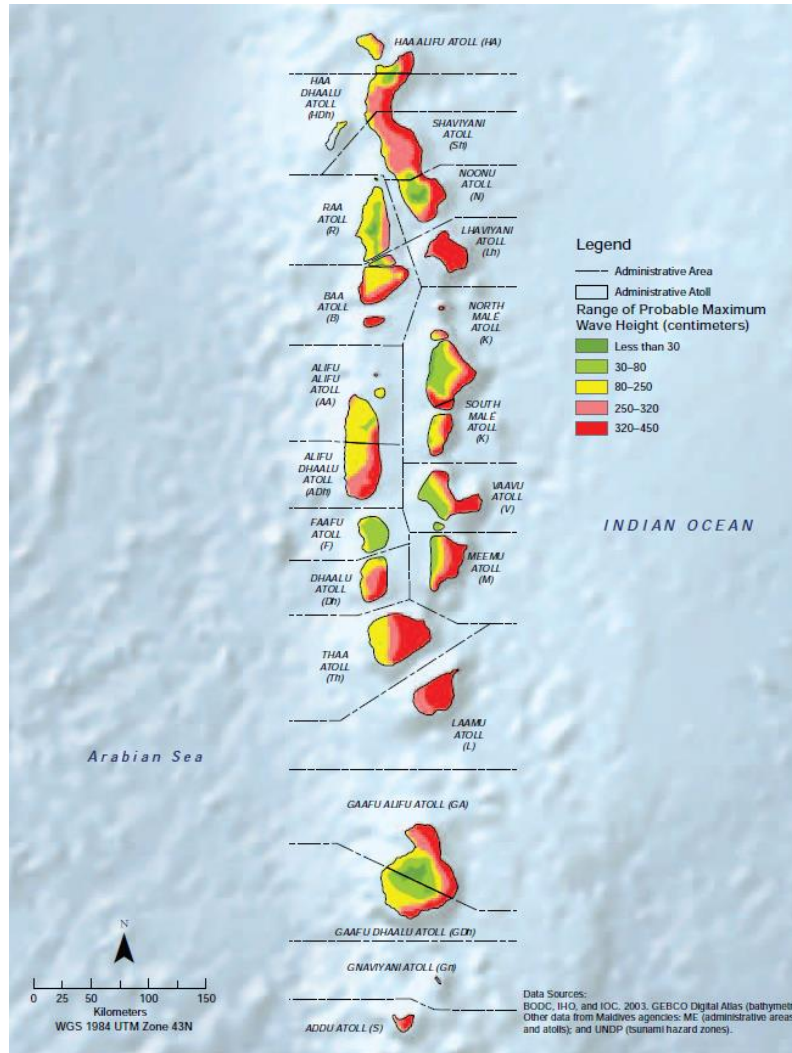 HAA ALIFU ATOLL (HA)
HAA
DHAALU
ATOLL
(HDh)
SHAVIYANI
ATOLL
(Sh)
NOONU
ATOLL
(N)
RAA
ATOLL
(R)
LHAVIYANI
ATOLL
(Lh)
BAA
ATOLL
(B)
NORTH
MALE
ATOLL
(K)
ALIFU
ALIFU
ATOLL
(AA)
SOUTH
MALE
ATOLL
(K)
ALIFU
DHAALU
ATOLL
(ADh)
VAAVU
ATOLL
(V)
FAAFU
ATOLL
(F)
MEEMU
ATOLL
(M)
DHAALU
ATOLL
(Dh)
THAA
ATOLL
(Th)
LAAMU
ATOLL
(L)
GAAFU ALIFU ATOLL (GA)
GAAFU DHAALU ATOLL (GDh)
GNAVIYANI ATOLL (Gn)
ADDU ATOLL (S)
Arabian Sea
INDIAN OCEAN
Legend
Administrative Area
Administrative Atoll
Range of Probable Maximum
Wave Height (centimeters)
Less than 30
30–80
80–250
250–320
320–450
N
0 25 50 100 150
Kilometers
WGS 1984 UTM Zone 43N
Data Sources:
BODC, IHO, and IOC. 2003. GEBCO Digital Atlas (bathymetr
Other data from Maldives agencies: ME (administrative areas
and atolls); and UNDP (tsunami hazard zones).